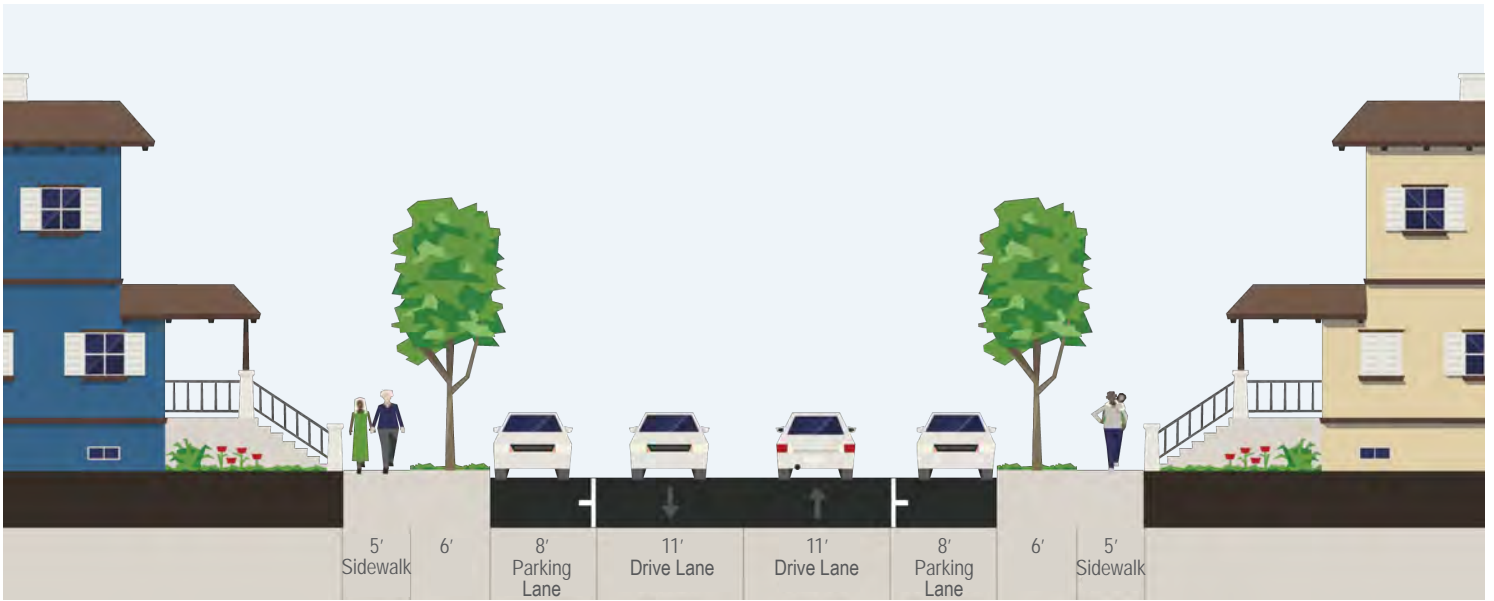 5′
Sidewalk
6′
8′
Parking
Lane
11′
Drive Lane
11′
Drive Lane
8′
Parking
Lane
6′
5′
Sidewalk